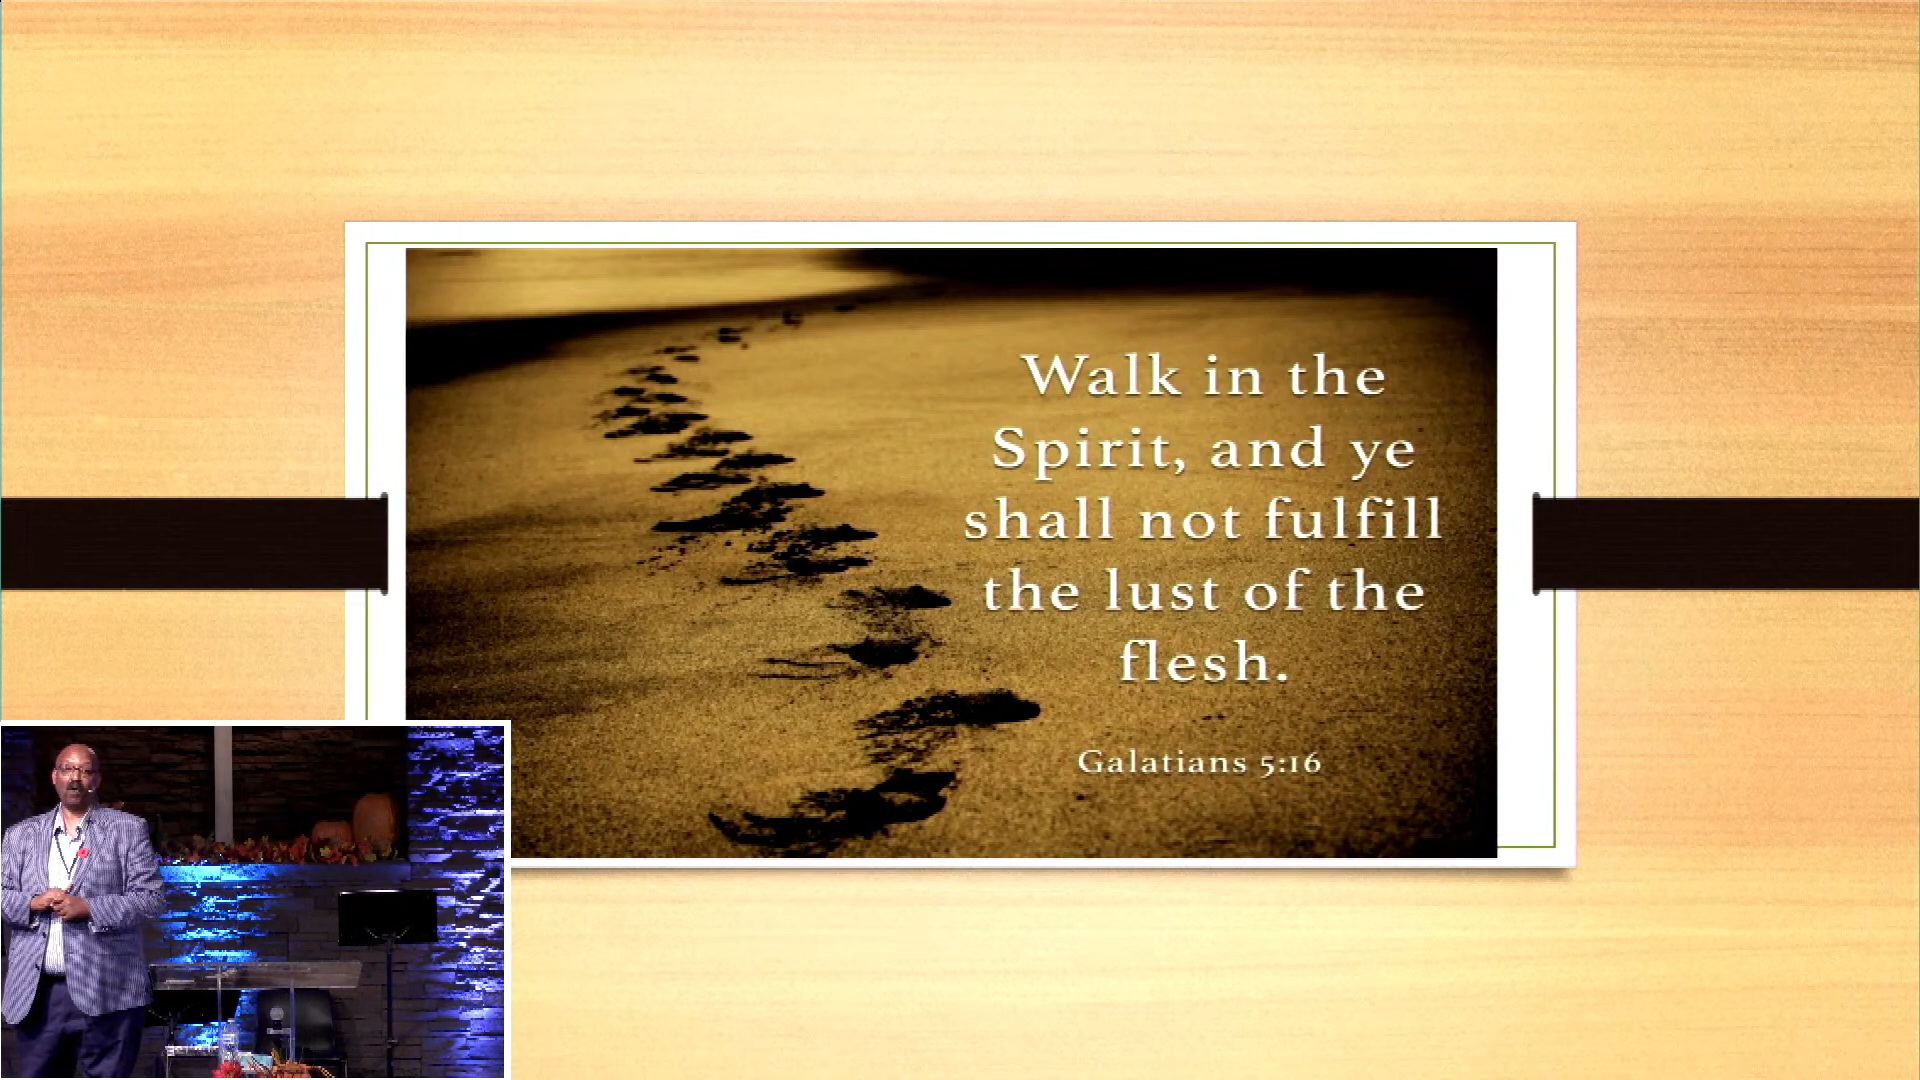 Walk in the
Spirit, and ye
shall not fulfill
the lust of the
flesh.
Galatians 5:16